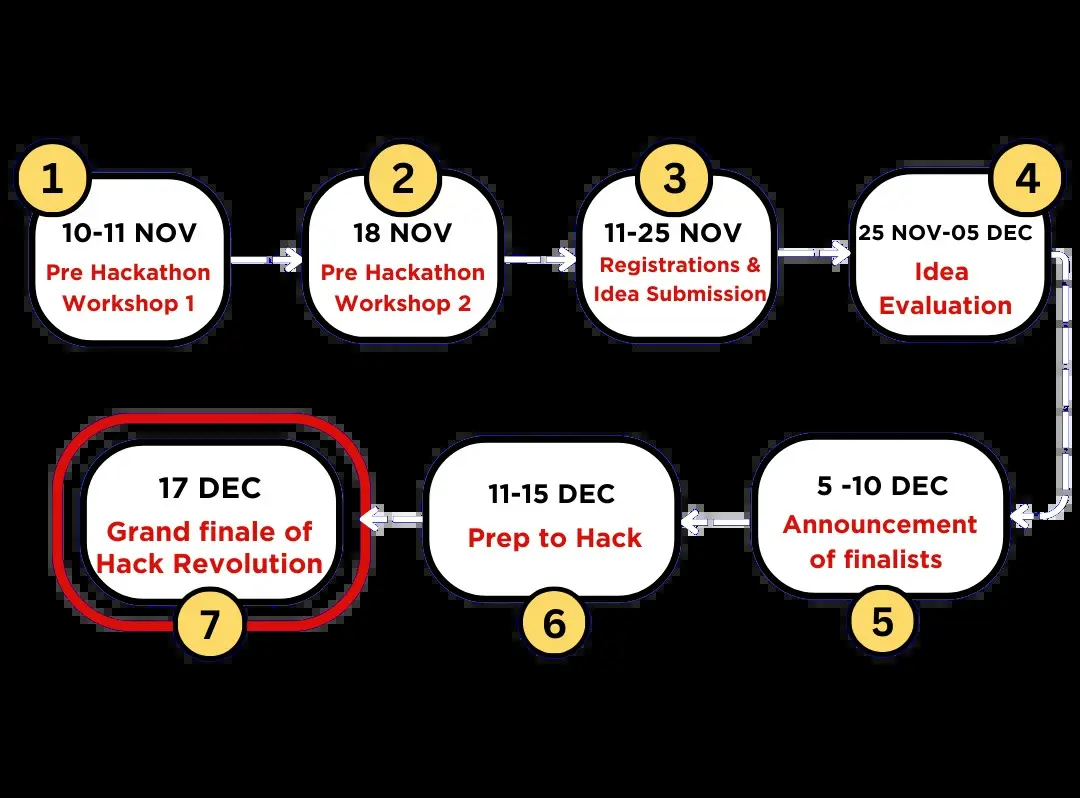 1
10-11 NOV
Pre Hackathon
Workshop 1
2
18 NOV
Pre Hackathon
Workshop 2
3
11-25 NOV
Registrations &
Idea Submission
4
25 NOV-05 DEC
Idea
Evaluation
5 -10 DEC
Announcement
of finalists
5
11-15 DEC
Prep to Hack
6
17 DEC
Grand finale of
Hack Revolution
7